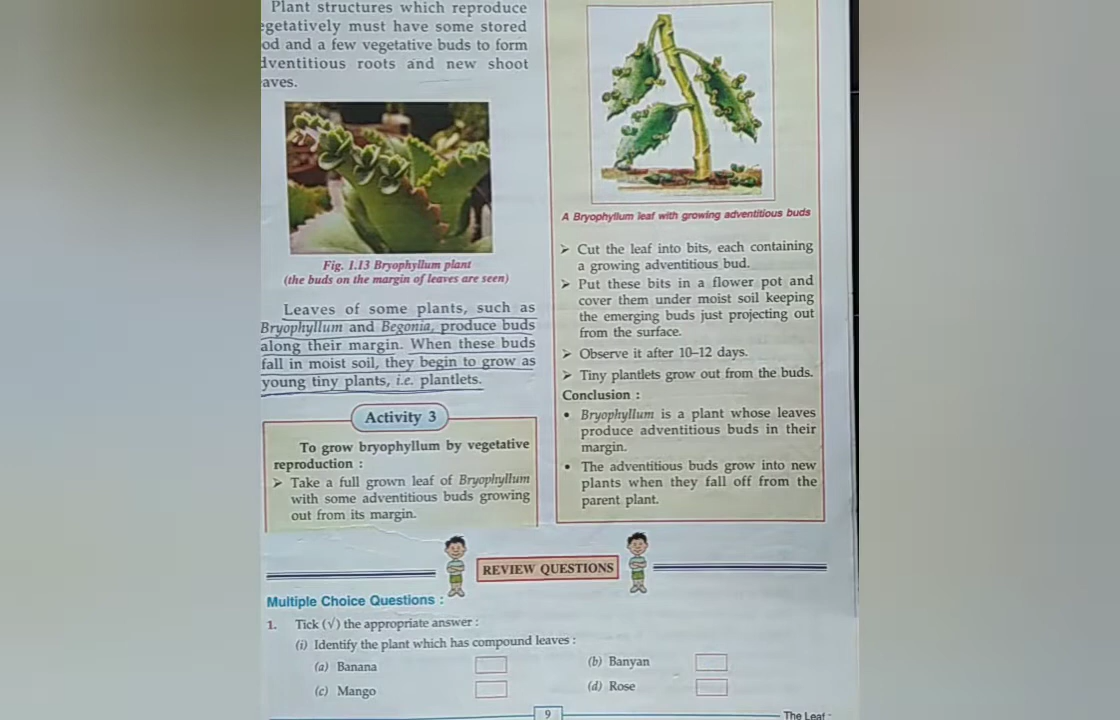 Plant structures which reproduce
egetatively must have some stored
od and a few vegetative buds to form
dventitious roots and new shoot
aves.
Fig. 1.13 Bryophyllum plant
(the buds on the margin of leaves are seen)
Leaves of some plants, such as
Bryophyllum and Begonia, produce buds
along their margin. When these buds
fall in moist soil, they begin to grow as
young tiny plants, i.e. plantlets.
Activity 3
To grow bryophyllum by vegetative
reproduction :
➢ Take a full grown leaf of Bryophyllum
with some adventitious buds growing
out from its margin.
A Bryophyllum leaf with growing adventitious buds
➢ Cut the leaf into bits, each containing
a growing adventitious bud.
➢ Put these bits in a flower pot and
cover them under moist soil keeping
the emerging buds just projecting out
from the surface.
➢ Observe it after 10–12 days.
➢ Tiny plantlets grow out from the buds.
Conclusion :
• Bryophyllum is a plant whose leaves
produce adventitious buds in their
margin.
• The adventitious buds grow into new
plants when they fall off from the
parent plant.
REVIEW QUESTIONS
Multiple Choice Questions :
1. Tick (√) the appropriate answer :
(i) Identify the plant which has compound leaves :
(a) Banana (b) Banyan
(c) Mango (d) Rose
9 The Leaf